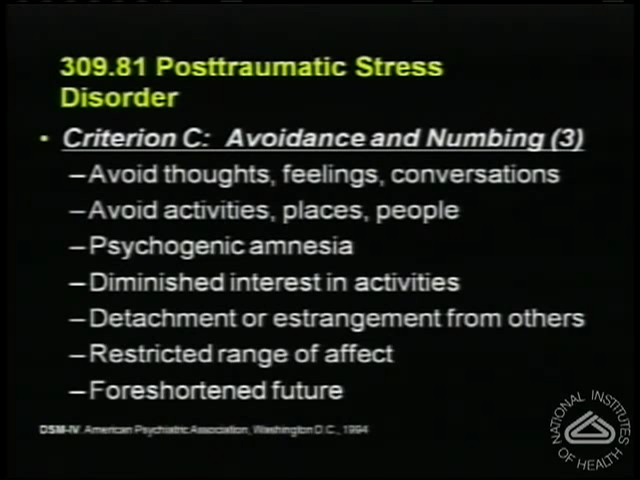 309.81 Posttraumatic Stress
Disorder
• Criterion C: Avoidance and Numbing (3)
–Avoid thoughts, feelings, conversations
–Avoid activities, places, people
–Psychogenic amnesia
–Diminished interest in activities
–Detachment or estrangement from others
–Restricted range of affect
–Foreshortened future
DSM-IV. American Psychiatric Association, Washington D.C., 1994
NATIONAL INSTITUTES
OF HEALTH